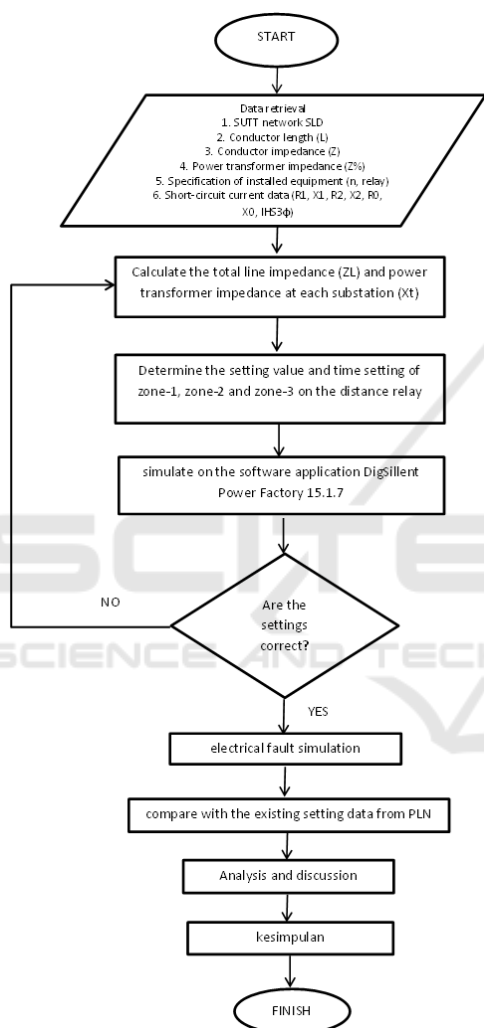 START
Data retrieval
1. SUTT network SLD
2. Conductor length (L)
3. Conductor impedance (Z)
4. Power transformer impedance (Z%)
5. Specification of installed equipment (n, relay)
6. Short-circuit current data (R1, X1, R2, X2, R0,
X0, IHS3ф)
Calculate the total line impedance (ZL) and power
transformer impedance at each substation (Xt)
Determine the setting value and time setting of
zone-1, zone-2 and zone-3 on the distance relay
simulate on the software application DigSillent
Power Factory 15.1.7
NO
Are the
settings
correct?
YES
electrical fault simulation
compare with the existing setting data from PLN
Analysis and discussion
kesimpulan
FINISH
SCITE
SCIENCE AND TECH